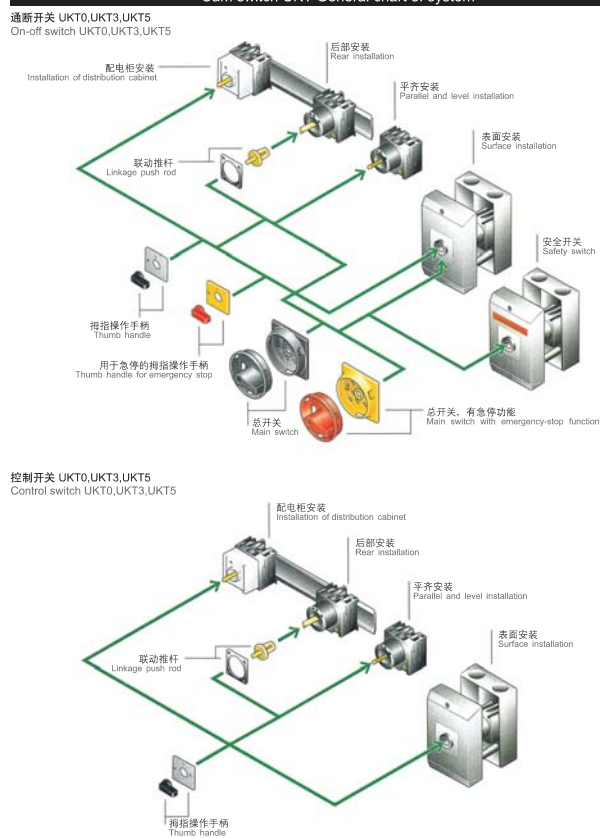 通断开关 UKT0,UKT3,UKT5
On-off switch UKT0,UKT3,UKT5
后部安装
Rear installation
配电柜安装
Installation of distribution cabinet
平齐安装
Parallel and level installation
表面安装
Surface installation
联动推杆
Linkage push rod
安全开关
Safety switch
拇指操作手柄
Thumb handle
用于急停的拇指操作手柄
Thumb handle for emergency stop
总开关
Main switch
总开关、有急停功能
Main switch with emergency-stop function
控制开关 UKT0,UKT3,UKT5
Control switch UKT0,UKT3,UKT5
配电柜安装
Installation of distribution cabinet
后部安装
Rear installation
平齐安装
Parallel and level installation
表面安装
Surface installation
联动推杆
Linkage push rod
拇指操作手柄
Thumb handle